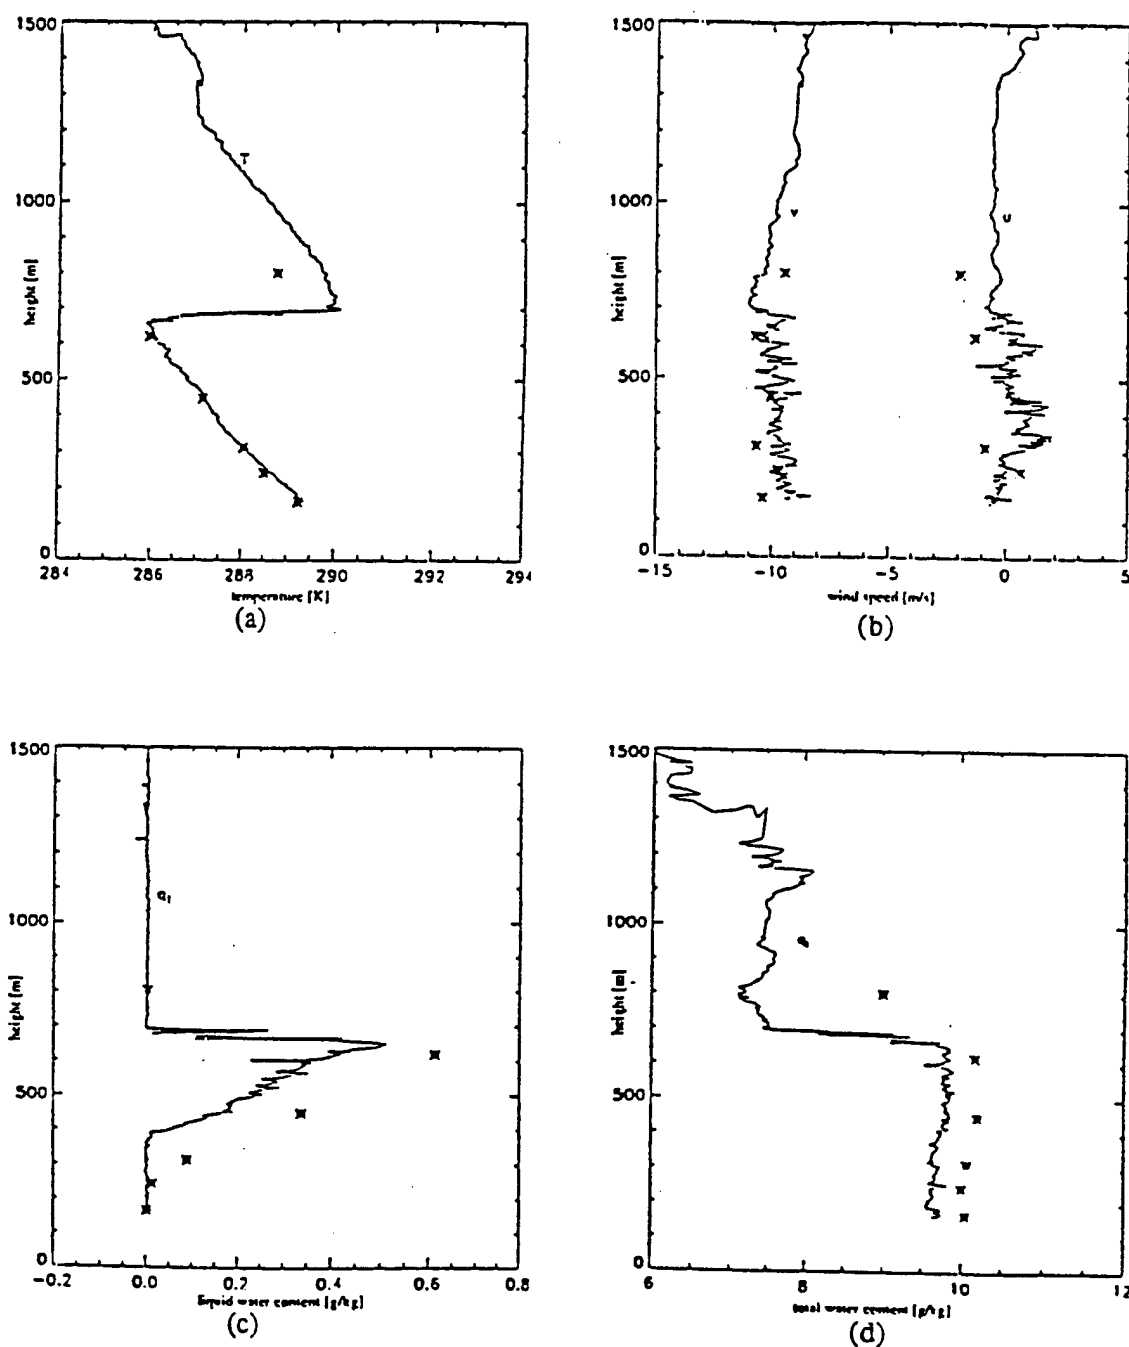 1500
1000
500
0
height [m]
T
284 286 288 290 292 294
temperature [K]
(a)
1500
1000
500
0
height [m]
v
u
−15 −10 −5 0 5
wind speed [m/s]
(b)
1500
1000
500
0
height [m]
q₁
−0.2 0.0 0.2 0.4 0.6 0.8
liquid water content [g/kg]
(c)
1500
1000
500
0
height [m]
6 8 10 12
total water content [g/kg]
(d)